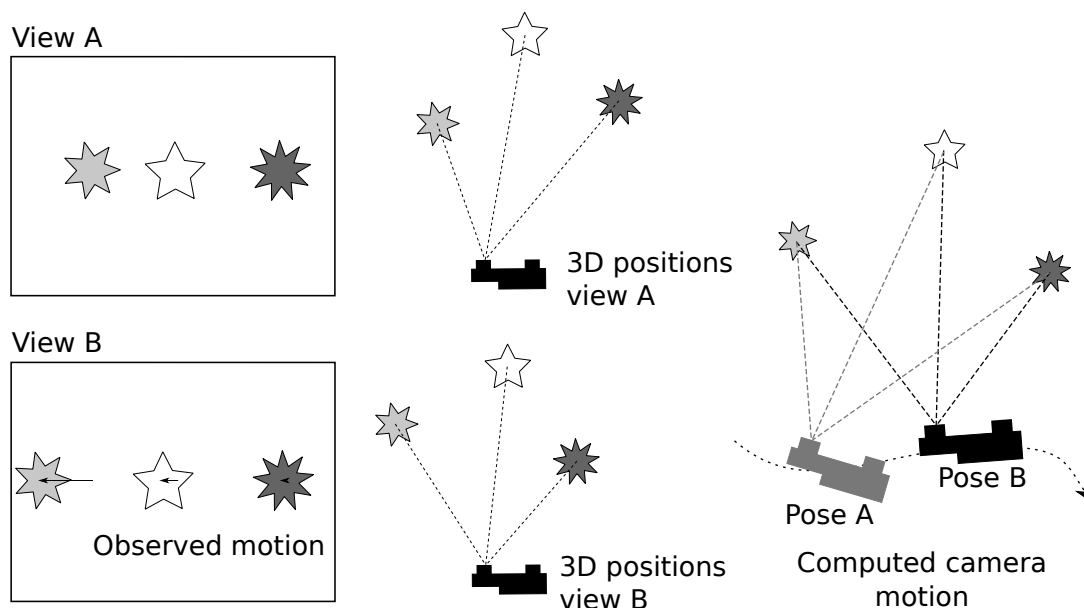 View A
3D positions
view A
View B
Observed motion
3D positions
view B
Pose A
Pose B
Computed camera
motion